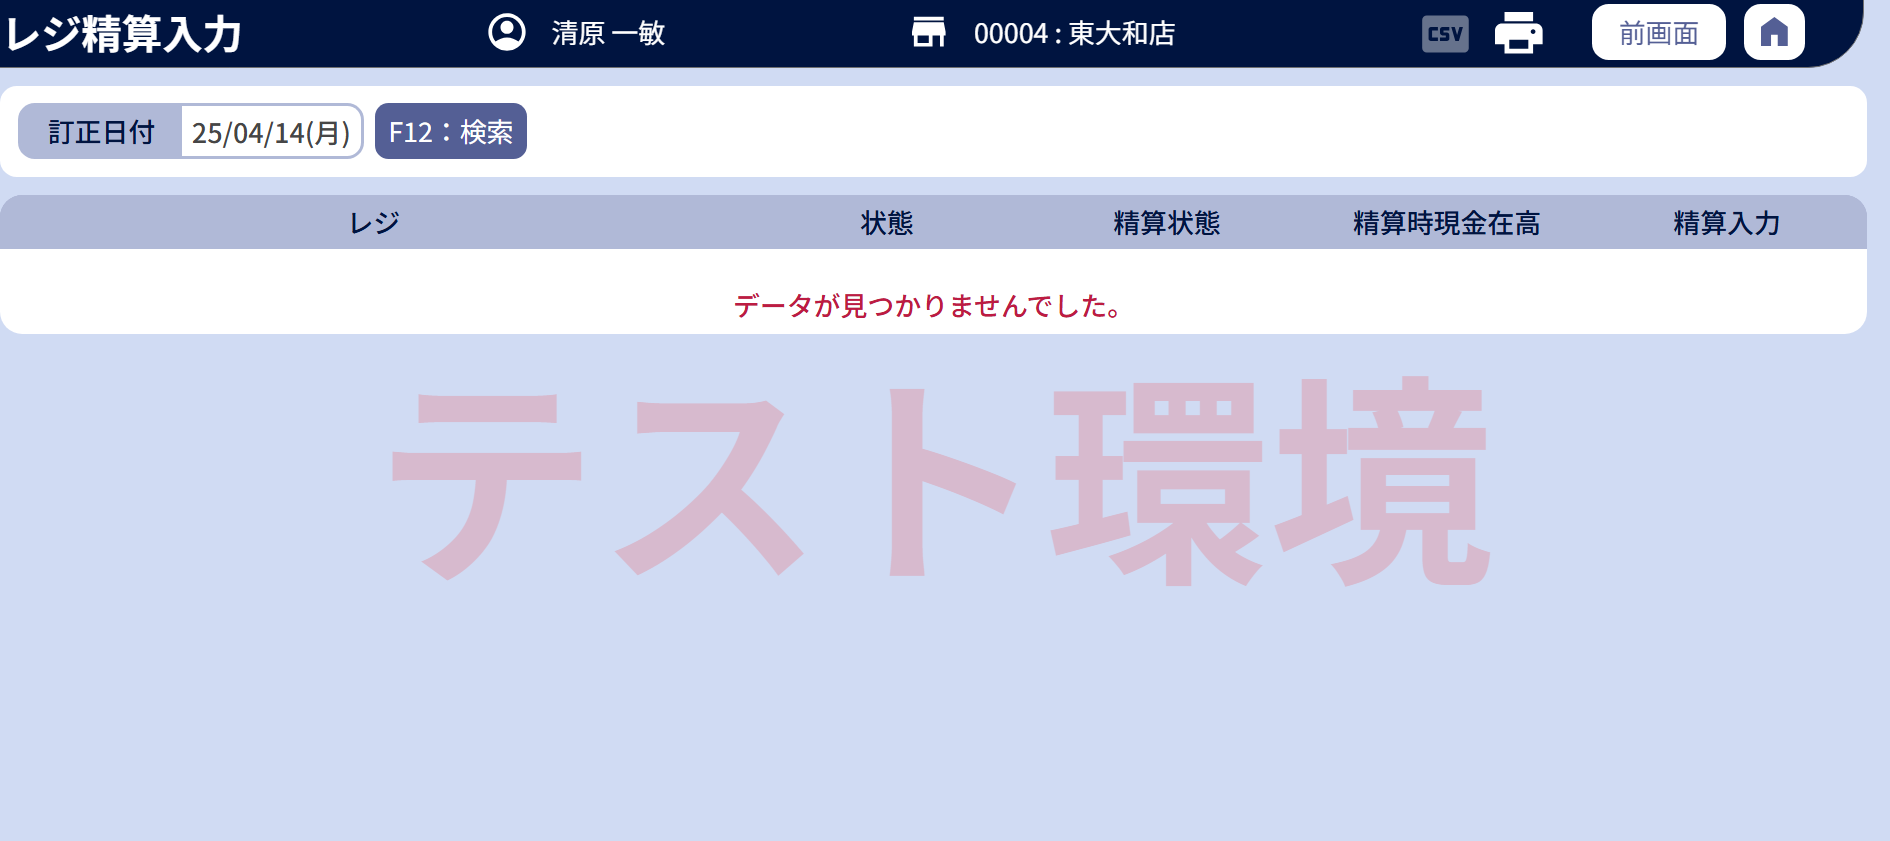 レジ精算入力
清原 一敏
00004 : 東大和店
CSV
前画面
訂正日付
25/04/14(月)
F12：検索
レジ 状態 精算状態 精算時現金在高 精算入力
データが見つかりませんでした。
テスト環境